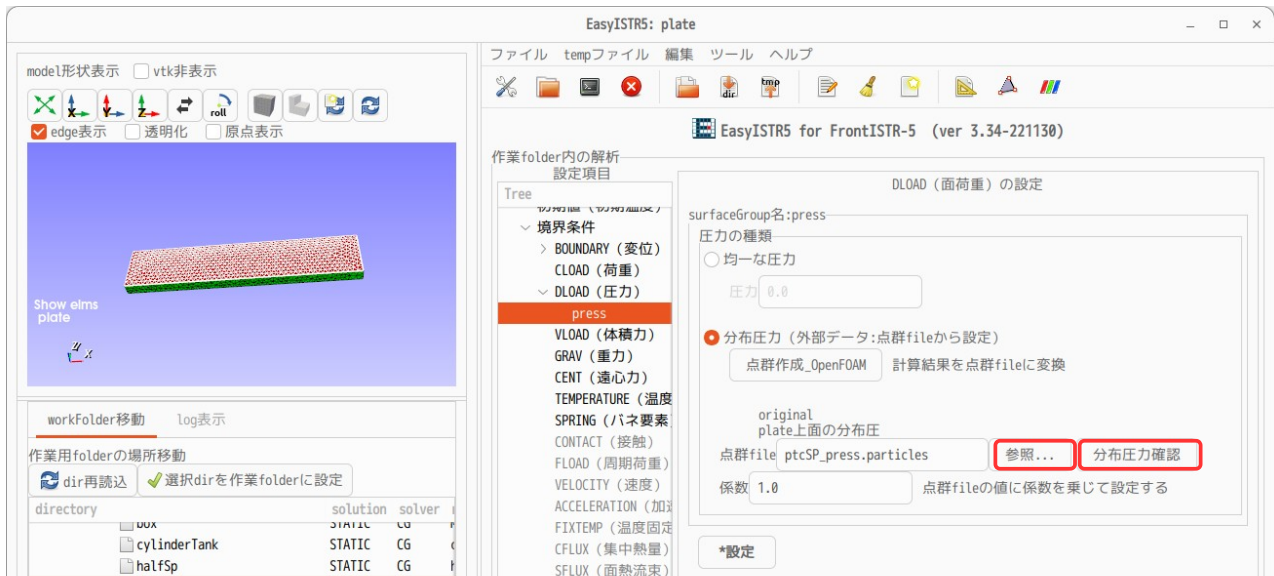 EasyISTR5: plate
model形状表示 vtk非表示
roll
edge表示 透明化 原点表示
Show elms
plate
y
x
workFolder移動 log表示
作業用folderの場所移動
dir再読込 選択dirを作業folderに設定
directory solution solver
box STATIC CG
cylinderTank STATIC CG
halfSp STATIC CG
ファイル tempファイル 編集 ツール ヘルプ
dir tmp
EasyISTR5 for FrontISTR-5 (ver 3.34-221130)
作業folder内の解析
設定項目
Tree
初期値(初期温度)
境界条件
BOUNDARY(変位)
CLOAD(荷重)
DLOAD(圧力)
press
VLOAD(体積力)
GRAV(重力)
CENT(遠心力)
TEMPERATURE(温度
SPRING(バネ要素
CONTACT(接触)
FLOAD(周期荷重)
VELOCITY(速度)
ACCELERATION(加速
FIXTEMP(温度固定
CFLUX(集中熱量)
SFLUX(面熱流束)
DLOAD(面荷重)の設定
surfaceGroup名:press
圧力の種類
均一な圧力
圧力 0.0
分布圧力(外部データ:点群fileから設定)
点群作成_OpenFOAM 計算結果を点群fileに変換
original
plate上面の分布圧
点群file ptcSP_press.particles 参照... 分布圧力確認
係数 1.0 点群fileの値に係数を乗じて設定する
*設定